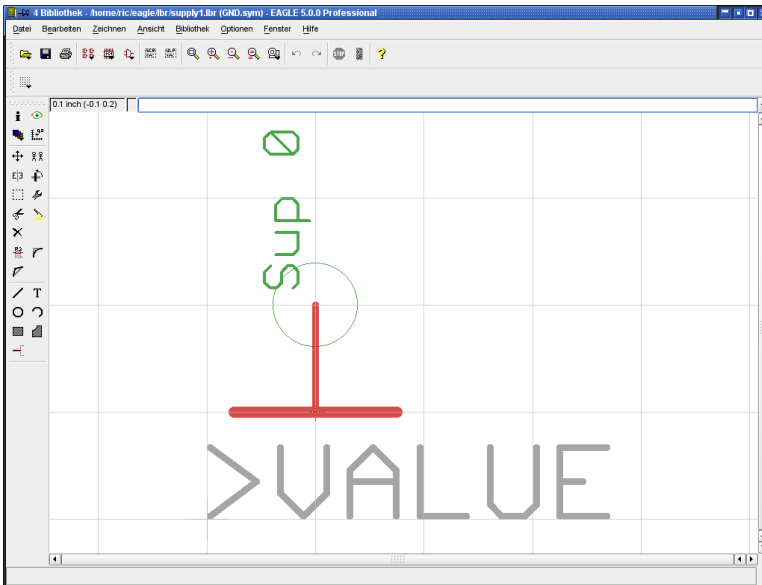 4 Bibliothek - /home/ric/eagle/lbr/supply1.lbr (GND.sym) - EAGLE 5.0.0 Professional
Datei Bearbeiten Zeichnen Ansicht Bibliothek Optionen Fenster Hilfe
0.1 inch (-0.1 0.2)
Sup 0
>VALUE